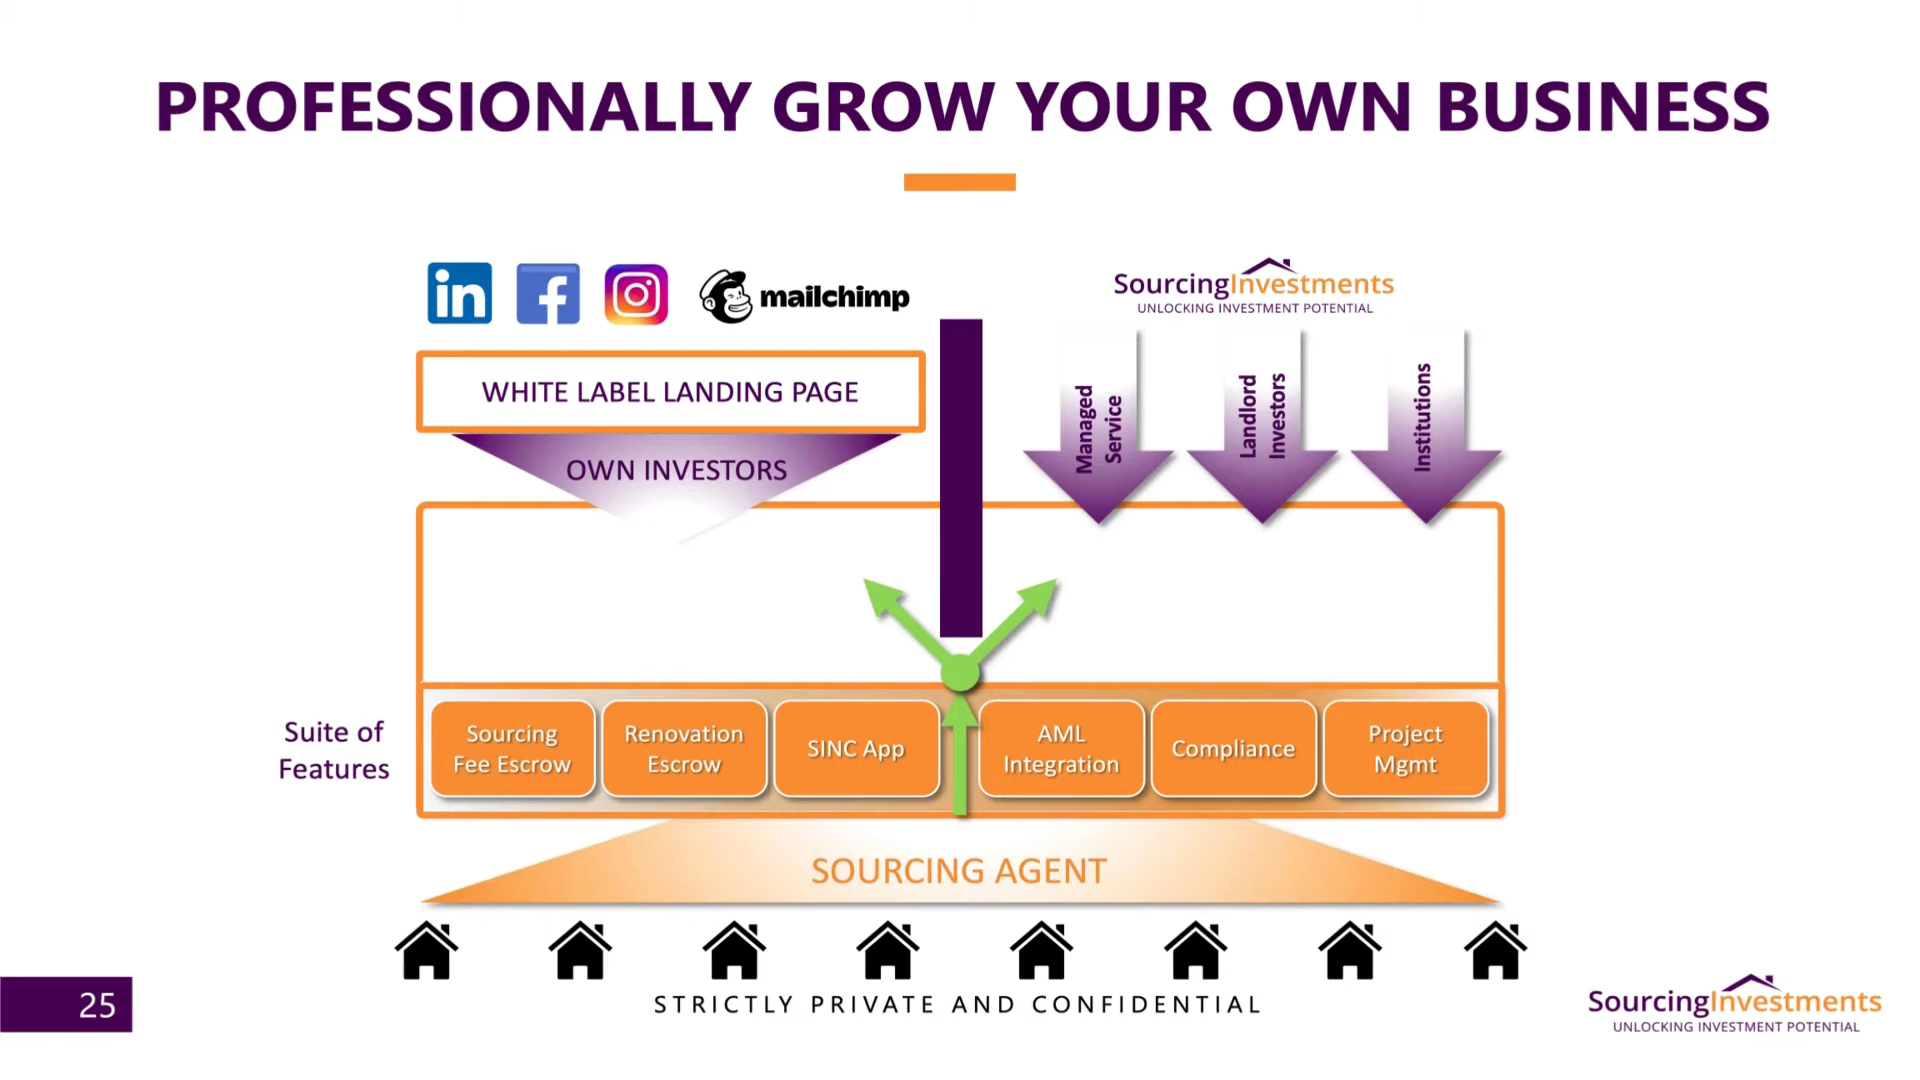 PROFESSIONALLY GROW YOUR OWN BUSINESS
in
f
mailchimp
SourcingInvestments
UNLOCKING INVESTMENT POTENTIAL
WHITE LABEL LANDING PAGE
OWN INVESTORS
Managed
Service
Landlord
Investors
Institutions
Suite of
Features
Sourcing
Fee Escrow
Renovation
Escrow
SINC App
AML
Integration
Compliance
Project
Mgmt
SOURCING AGENT
25
STRICTLY PRIVATE AND CONFIDENTIAL
SourcingInvestments
UNLOCKING INVESTMENT POTENTIAL